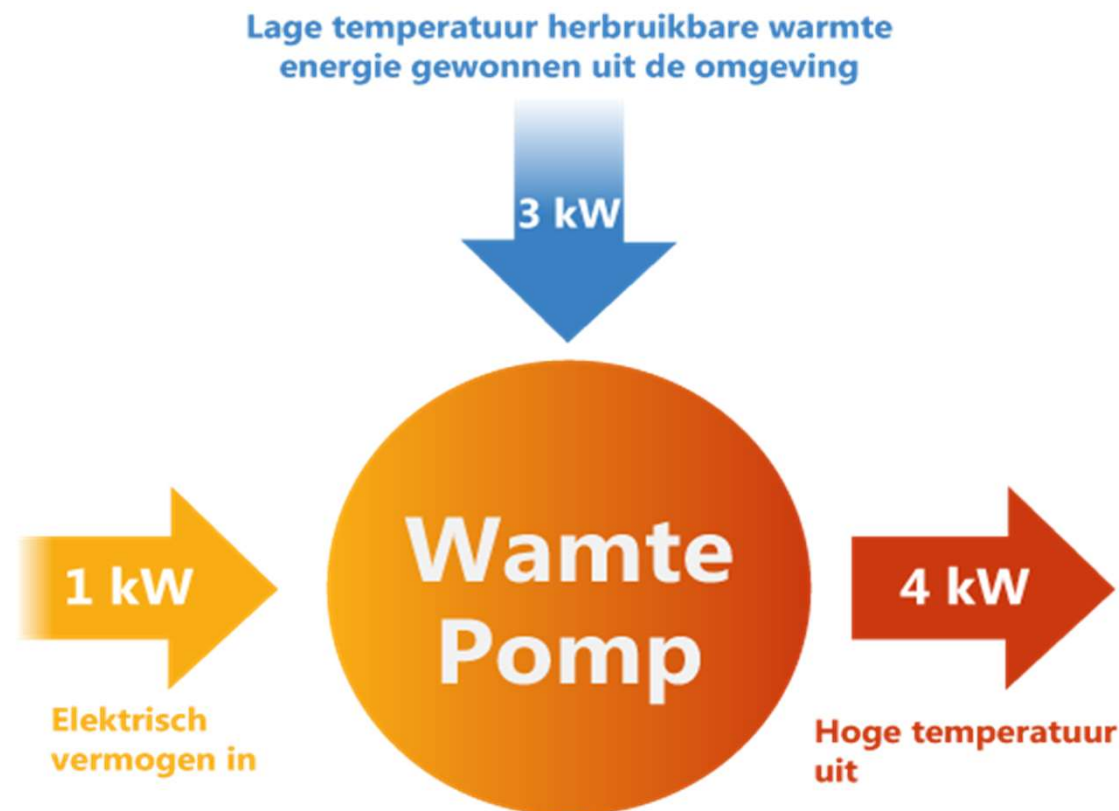 Lage temperatuur herbruikbare warmte
energie gewonnen uit de omgeving
3 kW
Wamte
Pomp
1 kW
4 kW
Elektrisch
vermogen in
Hoge temperatuur
uit